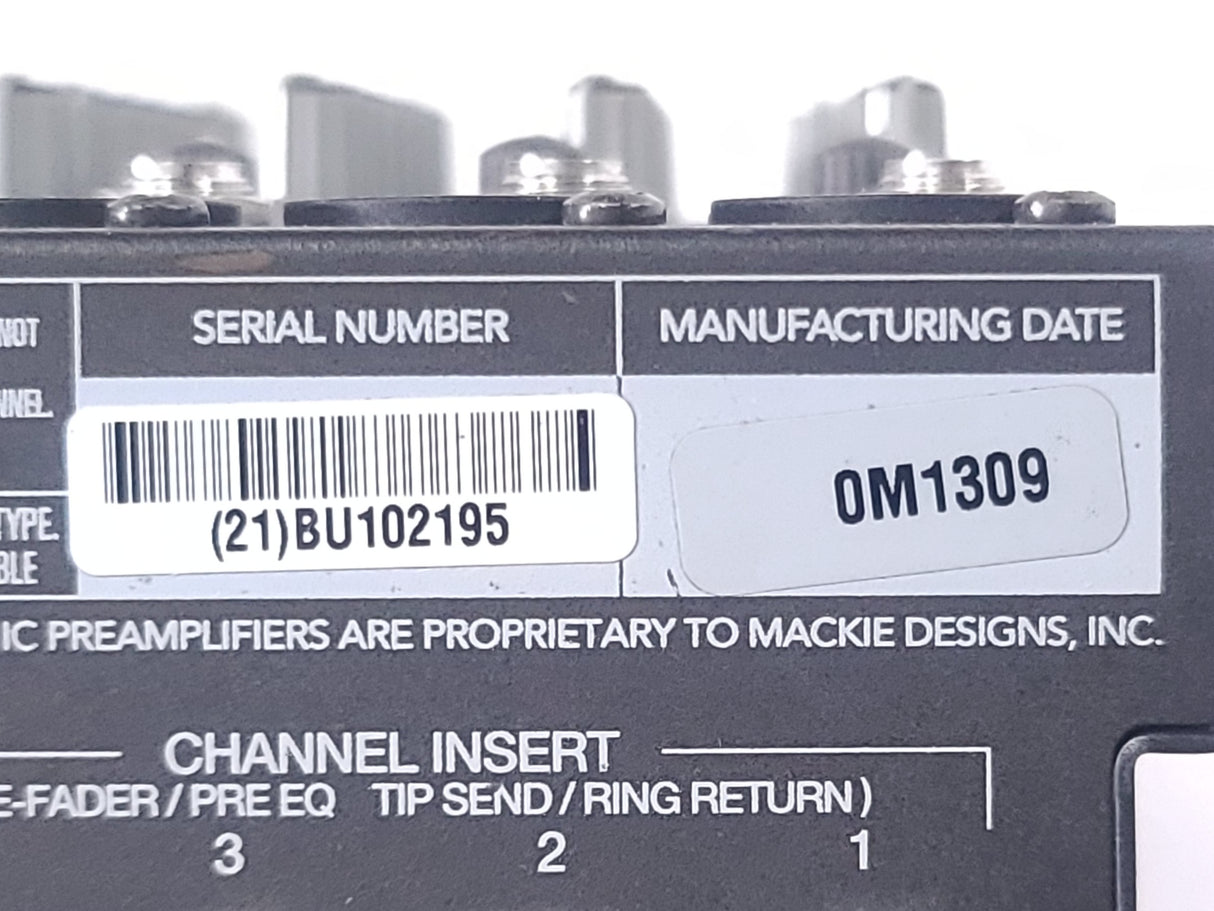 NOT
SERIAL NUMBER
MANUFACTURING DATE
NNEL.
(21)BU102195
0M1309
TYPE.
BLE
IC PREAMPLIFIERS ARE PROPRIETARY TO MACKIE DESIGNS, INC.
CHANNEL INSERT
E-FADER / PRE EQ TIP SEND / RING RETURN )
3 2 1